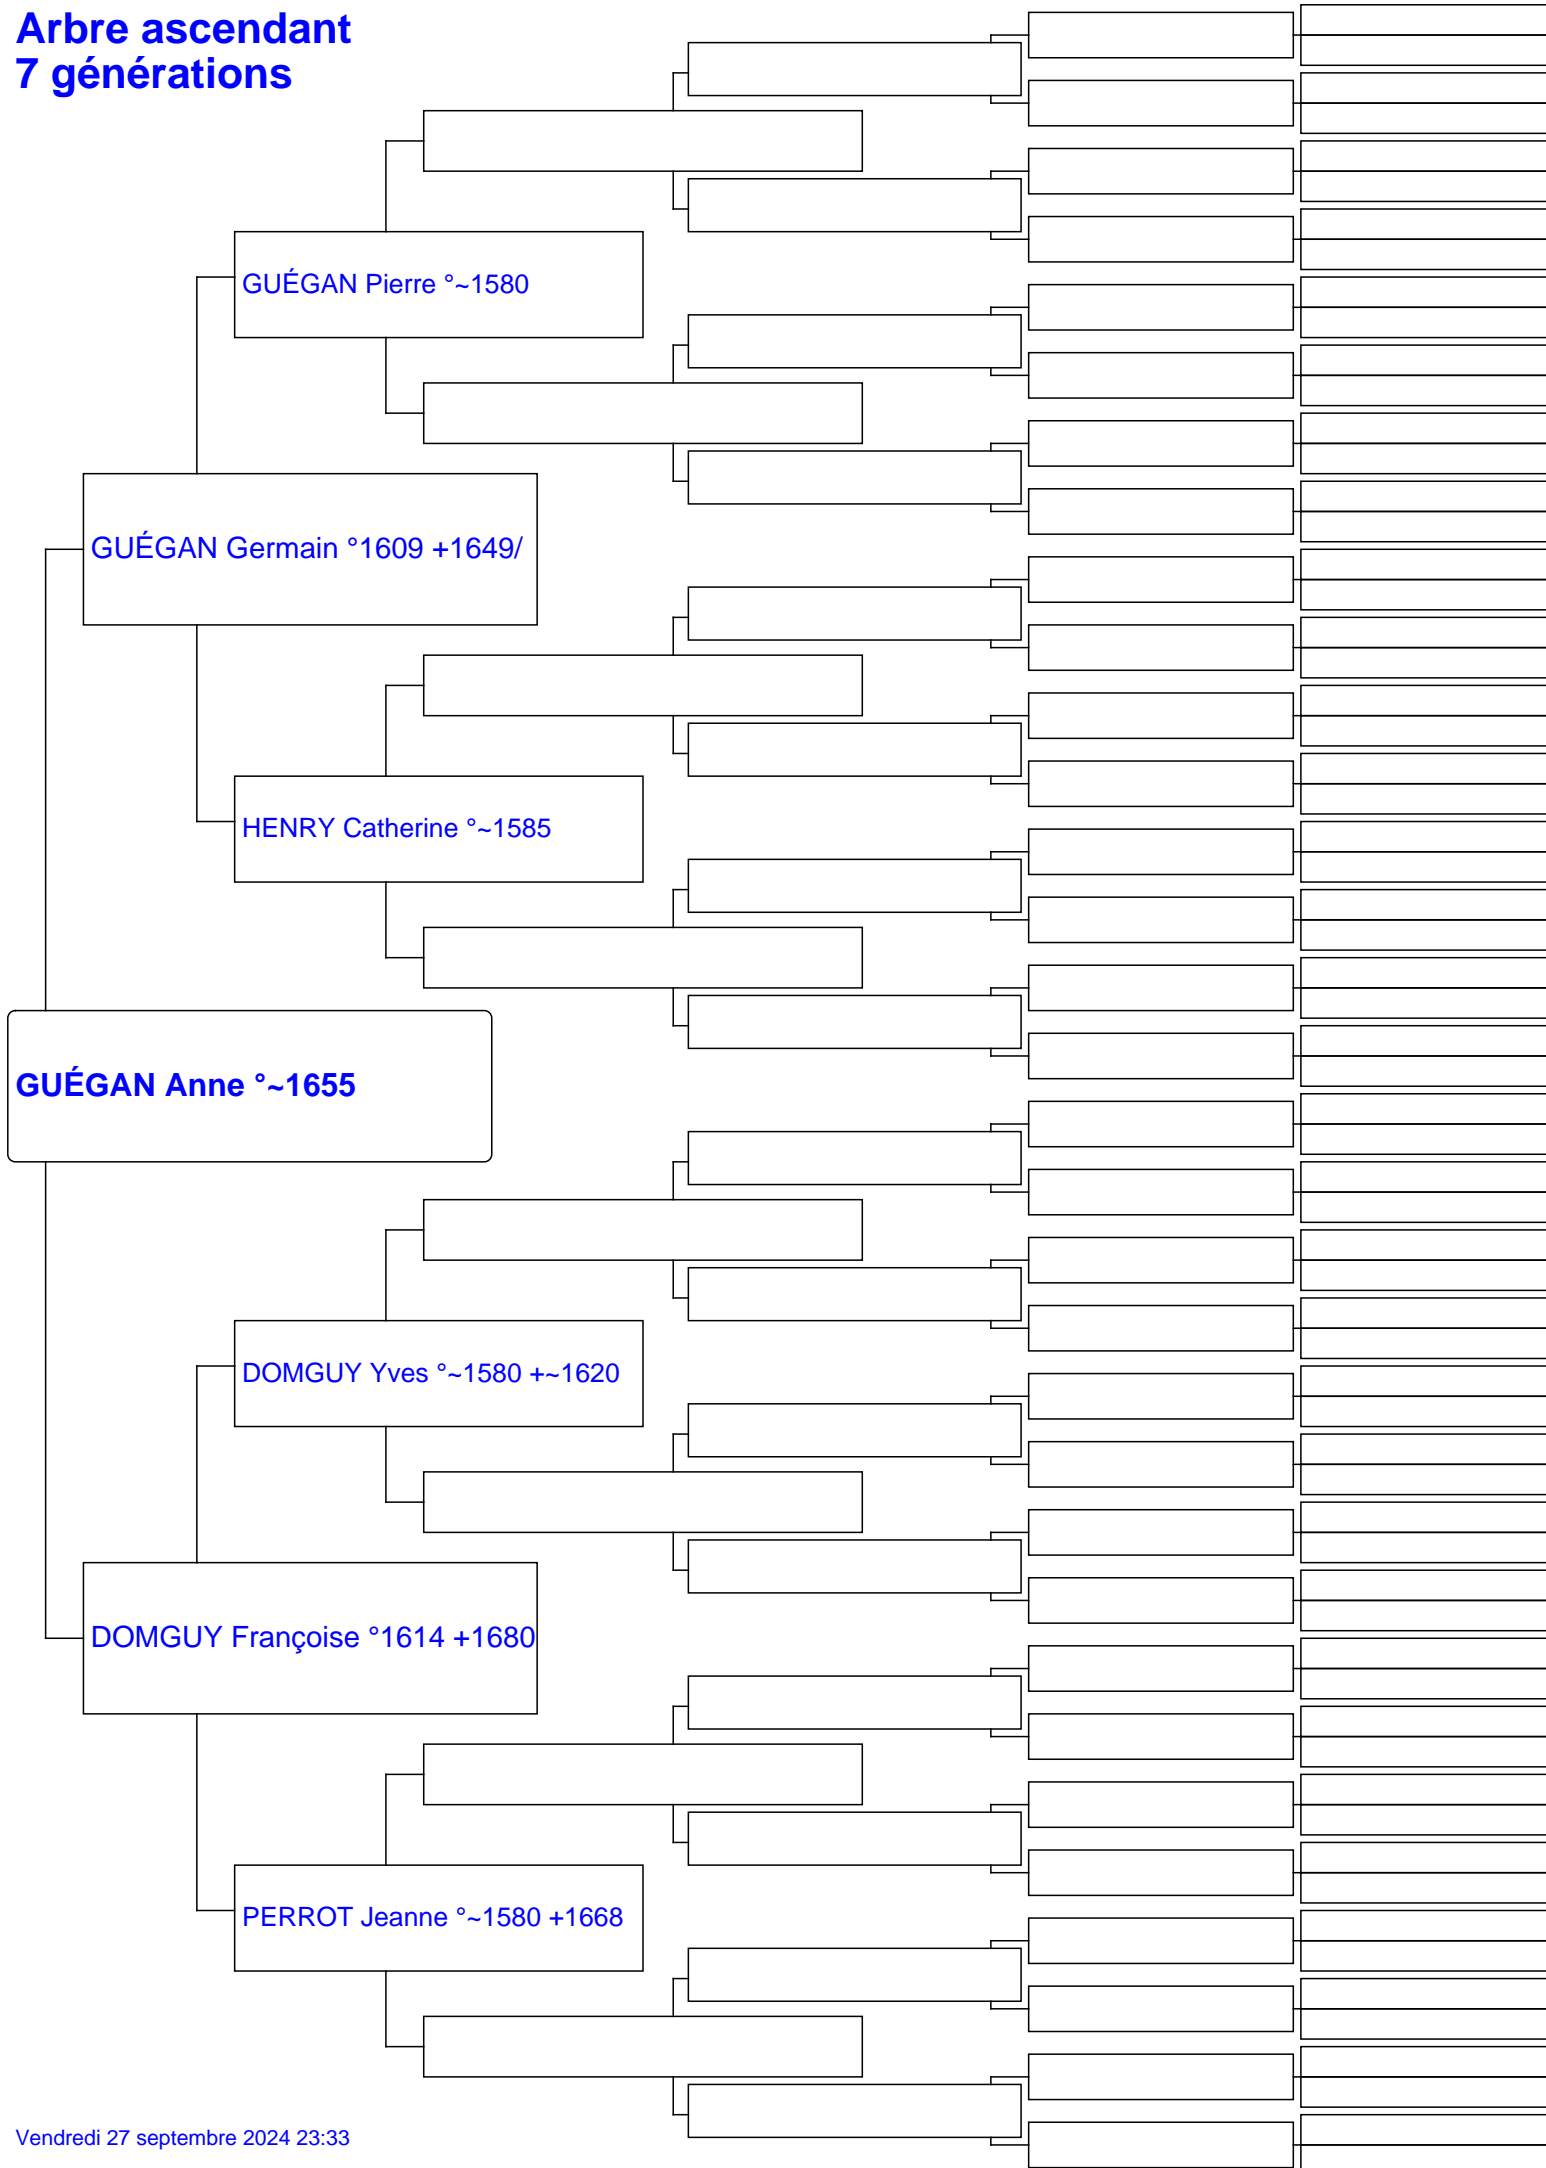 Arbre ascendant
7 générations
GUÉGAN Pierre °~1580
GUÉGAN Germain °1609 +1649/
HENRY Catherine °~1585
GUÉGAN Anne °~1655
DOMGUY Yves °~1580 +~1620
DOMGUY Françoise °1614 +1680
PERROT Jeanne °~1580 +1668
Vendredi 27 septembre 2024 23:33